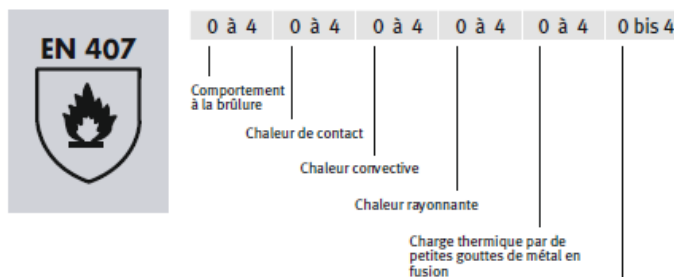 EN 407
0 à 4 0 à 4 0 à 4 0 à 4 0 à 4 0 bis 4
Comportement
à la brûlure
Chaleur de contact
Chaleur convective
Chaleur rayonnante
Charge thermique par de
petites gouttes de métal en
fusion